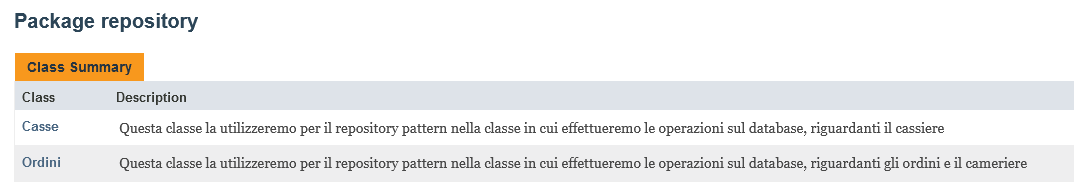 Package repository
Class Summary
Class Description
Casse Questa classe la utilizzeremo per il repository pattern nella classe in cui effettueremo le operazioni sul database, riguardanti il cassiere
Ordini Questa classe la utilizzeremo per il repository pattern nella classe in cui effettueremo le operazioni sul database, riguardanti gli ordini e il cameriere